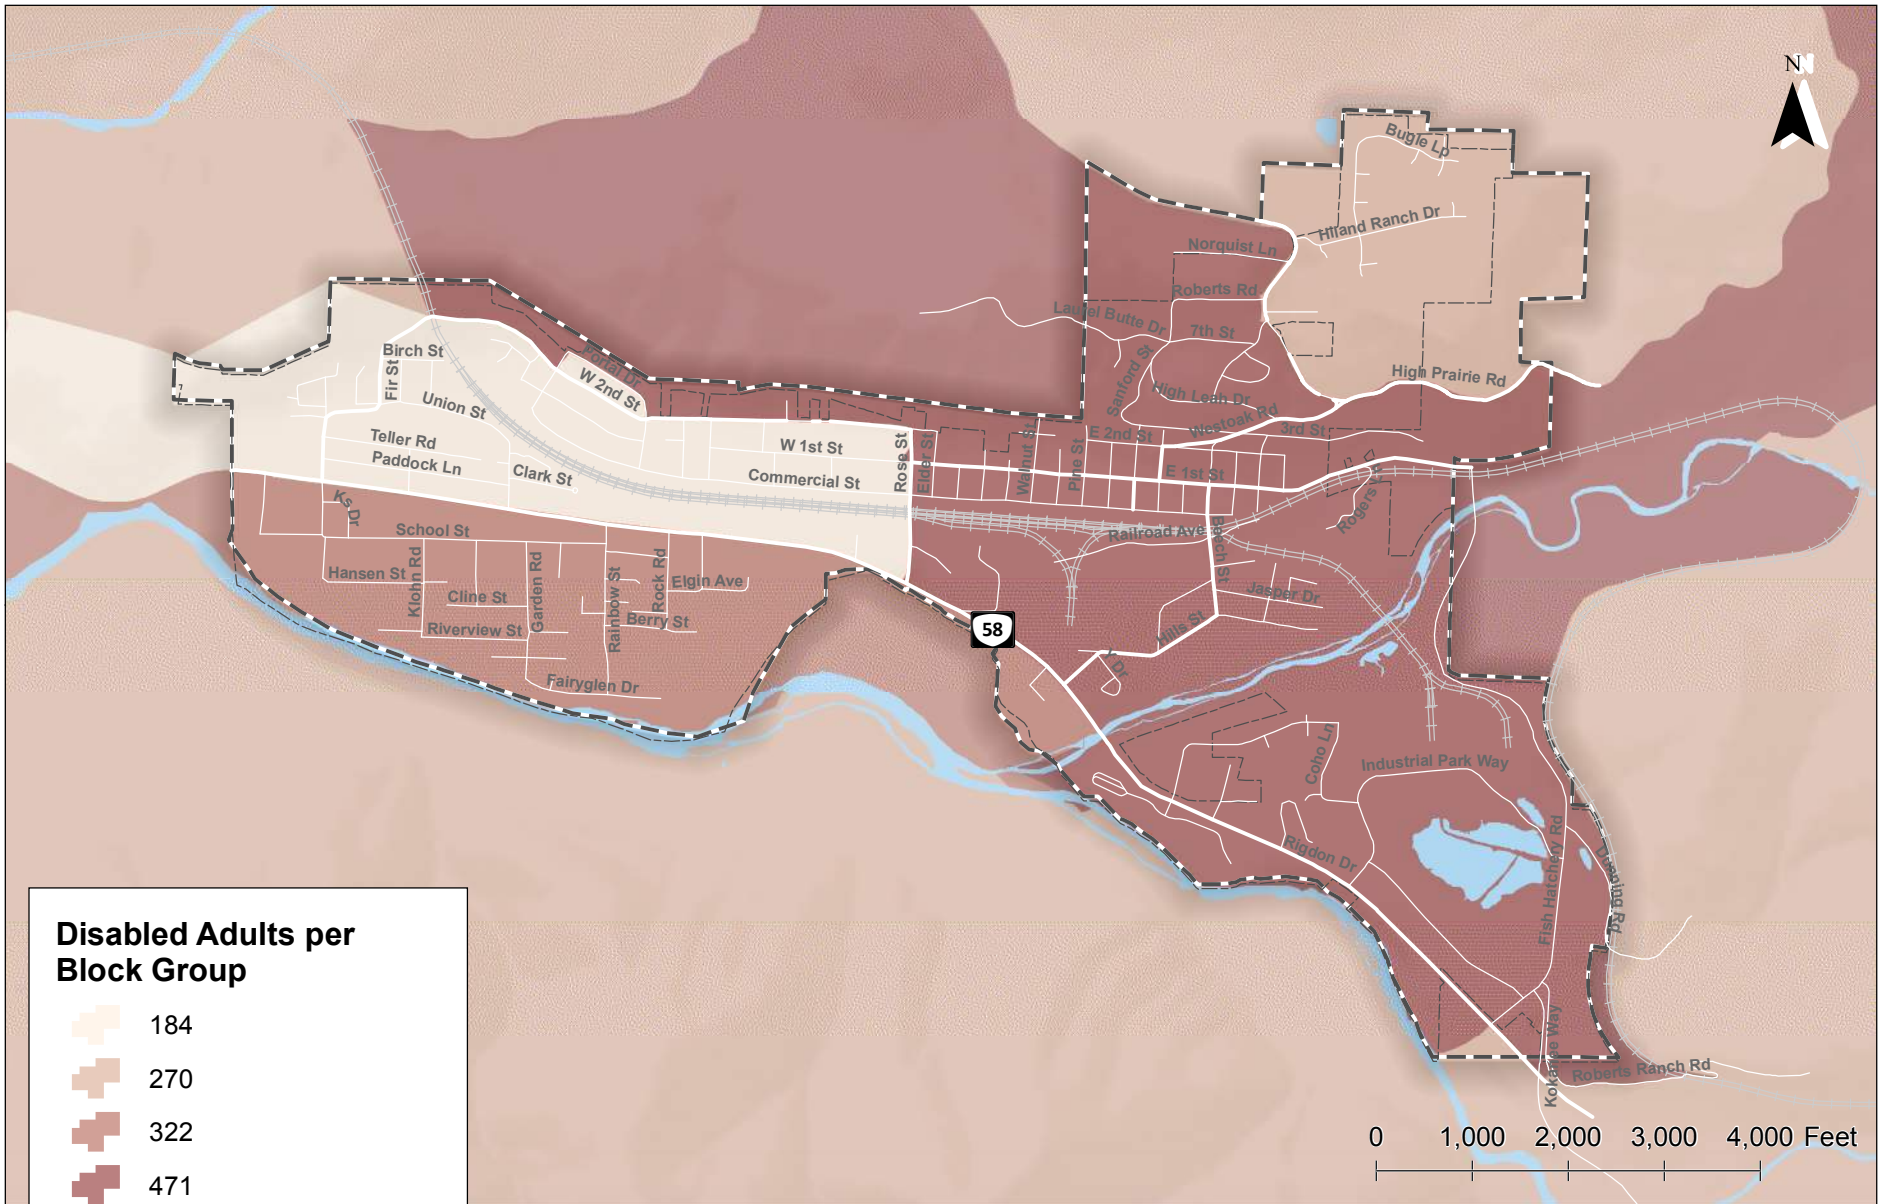 N
Bugle Lp
Hiland Ranch Dr
Norquist Ln
Roberts Rd
Laurel Butte Dr
7th St
Sanford St
High Leah Dr
High Prairie Rd
Westoak Rd
3rd St
Birch St
Fir St
Portal Dr
W 2nd St
Union St
E 2nd St
Teller Rd
Paddock Ln
Clark St
W 1st St
Commercial St
Rose St
Elder St
Walnut St
Pine St
E 1st St
Ks Dr
School St
Railroad Ave
Beech St
Hansen St
Klohn Rd
Cline St
Garden Rd
Rainbow St
Rock Rd
Elgin Ave
Berry St
Riverview St
Fairyglen Dr
Jasper Dr
Hills St
58
Coho Ln
Industrial Park Way
Rigdon Dr
Fish Hatchery Rd
Dunning Rd
Kokanee Way
Roberts Ranch Rd
Disabled Adults per
Block Group
184
270
322
471
0 1,000 2,000 3,000 4,000 Feet